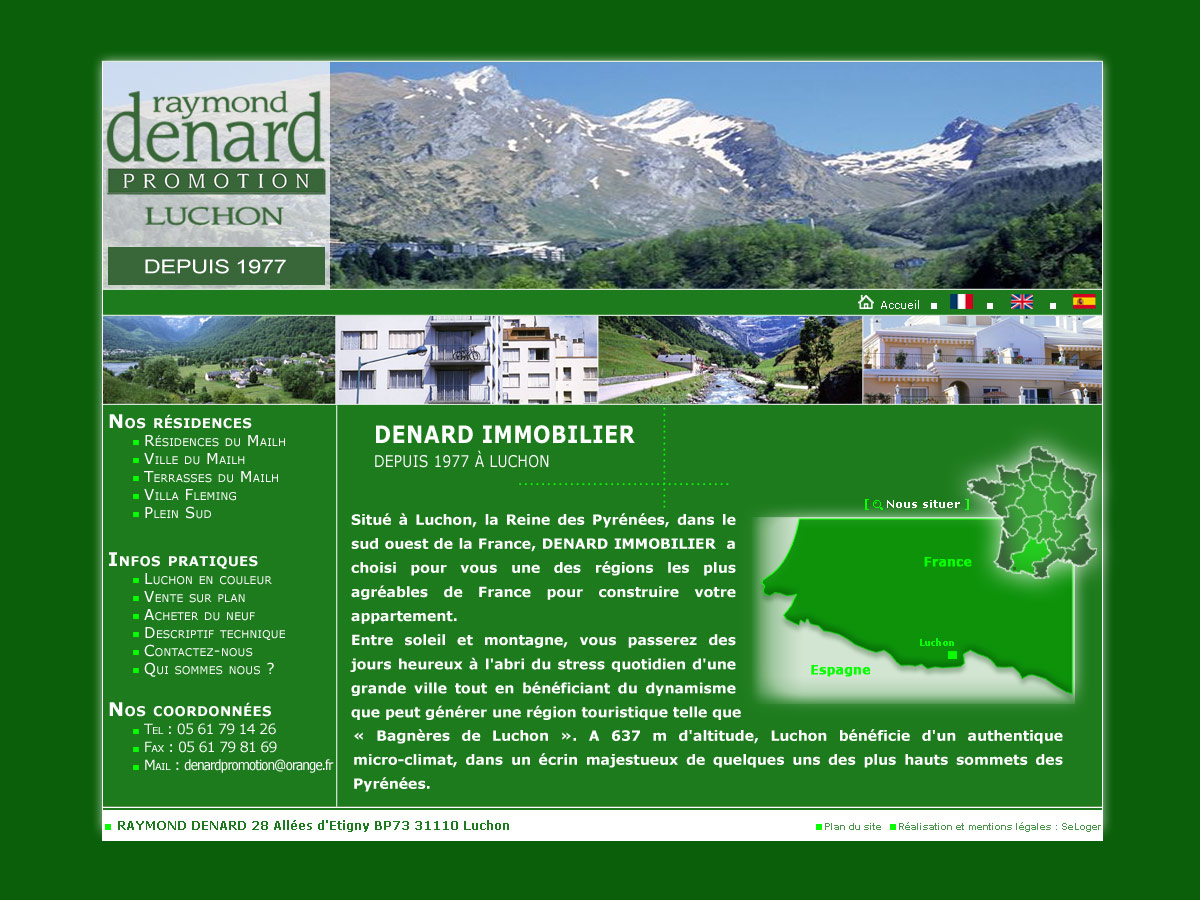 raymond
denard
PROMOTION
LUCHON
DEPUIS 1977
Accueil
NOS RÉSIDENCES
RÉSIDENCES DU MAILH
VILLE DU MAILH
TERRASSES DU MAILH
VILLA FLEMING
PLEIN SUD
INFOS PRATIQUES
LUCHON EN COULEUR
VENTE SUR PLAN
ACHETER DU NEUF
DESCRIPTIF TECHNIQUE
CONTACTEZ-NOUS
QUI SOMMES NOUS ?
NOS COORDONNÉES
TEL : 05 61 79 14 26
FAX : 05 61 79 81 69
MAIL : denardpromotion@orange.fr
DENARD IMMOBILIER
DEPUIS 1977 À LUCHON
Situé à Luchon, la Reine des Pyrénées, dans le
sud ouest de la France, DENARD IMMOBILIER a
choisi pour vous une des régions les plus
agréables de France pour construire votre
appartement.
Entre soleil et montagne, vous passerez des
jours heureux à l'abri du stress quotidien d'une
grande ville tout en bénéficiant du dynamisme
que peut générer une région touristique telle que
« Bagnères de Luchon ». A 637 m d'altitude, Luchon bénéficie d'un authentique
micro-climat, dans un écrin majestueux de quelques uns des plus hauts sommets des
Pyrénées.
[ Nous situer ]
France
Luchon
Espagne
RAYMOND DENARD 28 Allées d'Etigny BP73 31110 Luchon
Plan du site
Réalisation et mentions légales : SeLoger